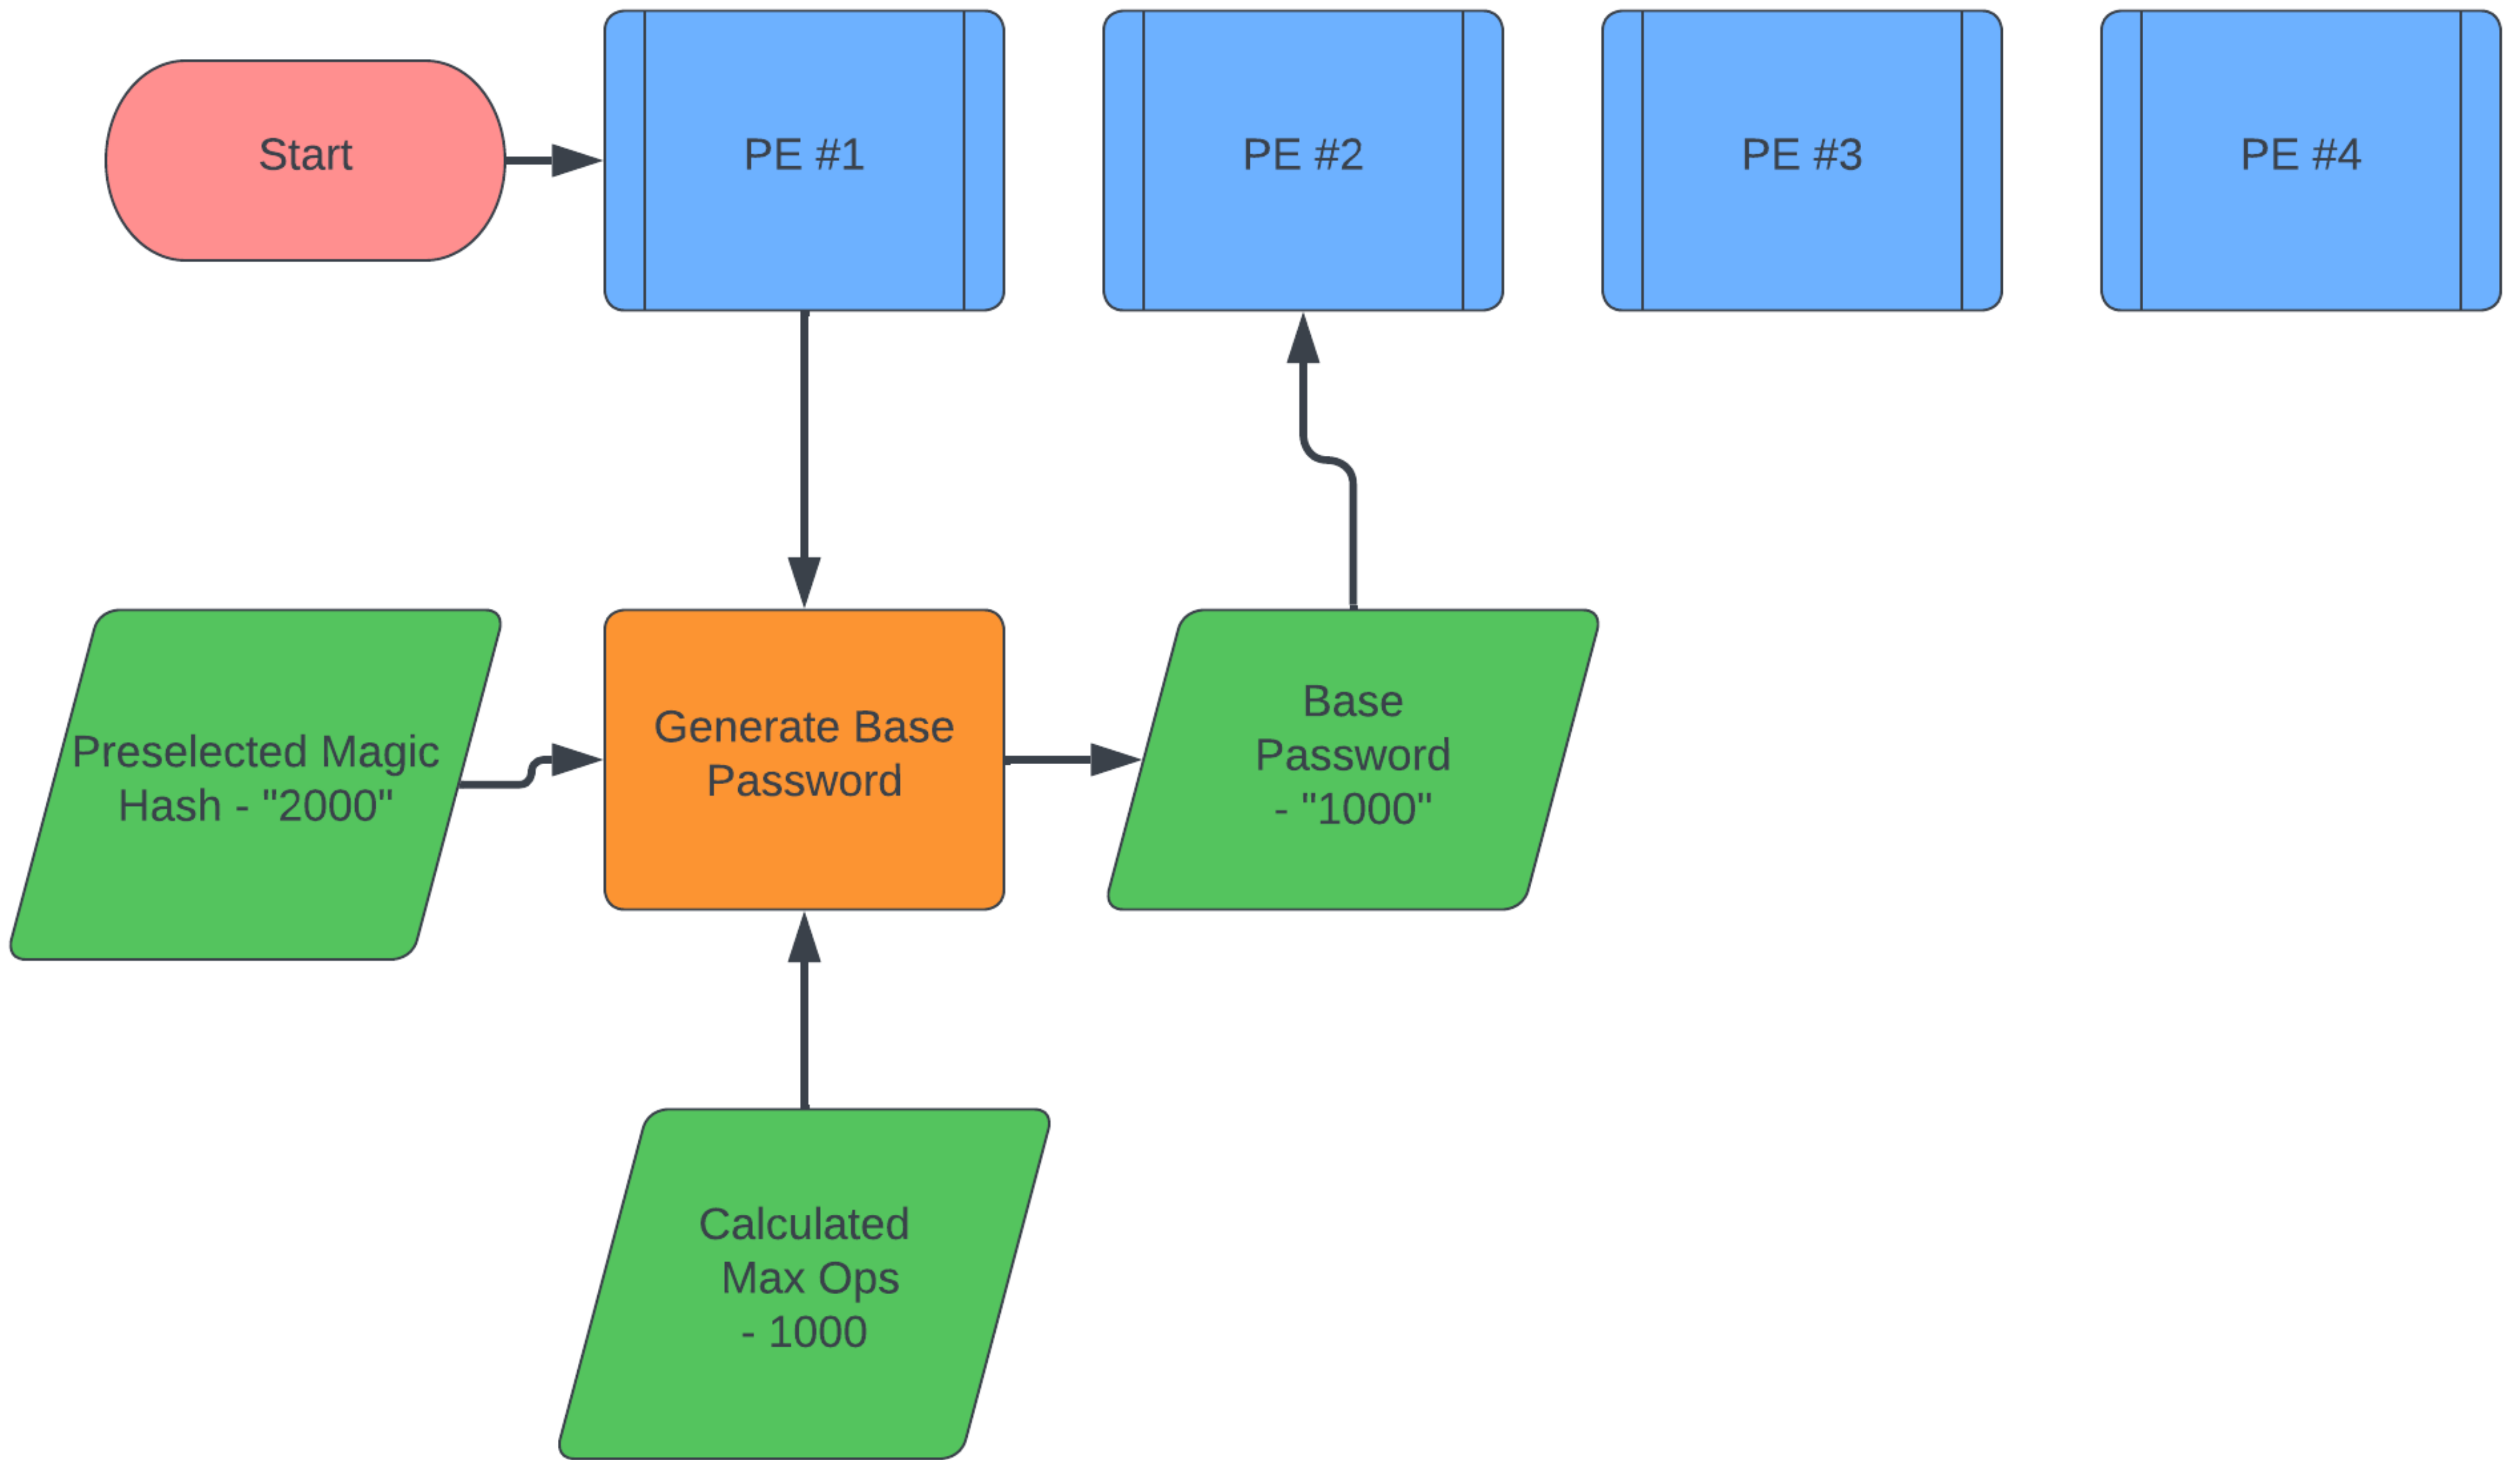 Start
PE #1
PE #2
PE #3
PE #4
Preselected Magic
Hash - "2000"
Generate Base
Password
Base
Password
- "1000"
Calculated
Max Ops
- 1000